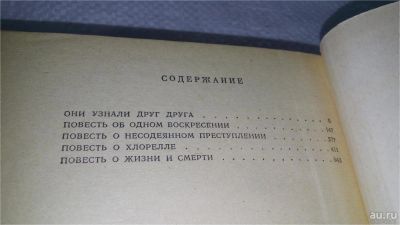 СОДЕРЖАНИЕ
ОНИ УЗНАЛИ ДРУГ ДРУГА
ПОВЕСТЬ ОБ ОДНОМ ВОСКРЕСЕНИИ
ПОВЕСТЬ О НЕСОДЕЯННОМ ПРЕСТУПЛЕНИИ
ПОВЕСТЬ О ХЛОРЕЛЛЕ
ПОВЕСТЬ О ЖИЗНИ И СМЕРТИ
au.ru